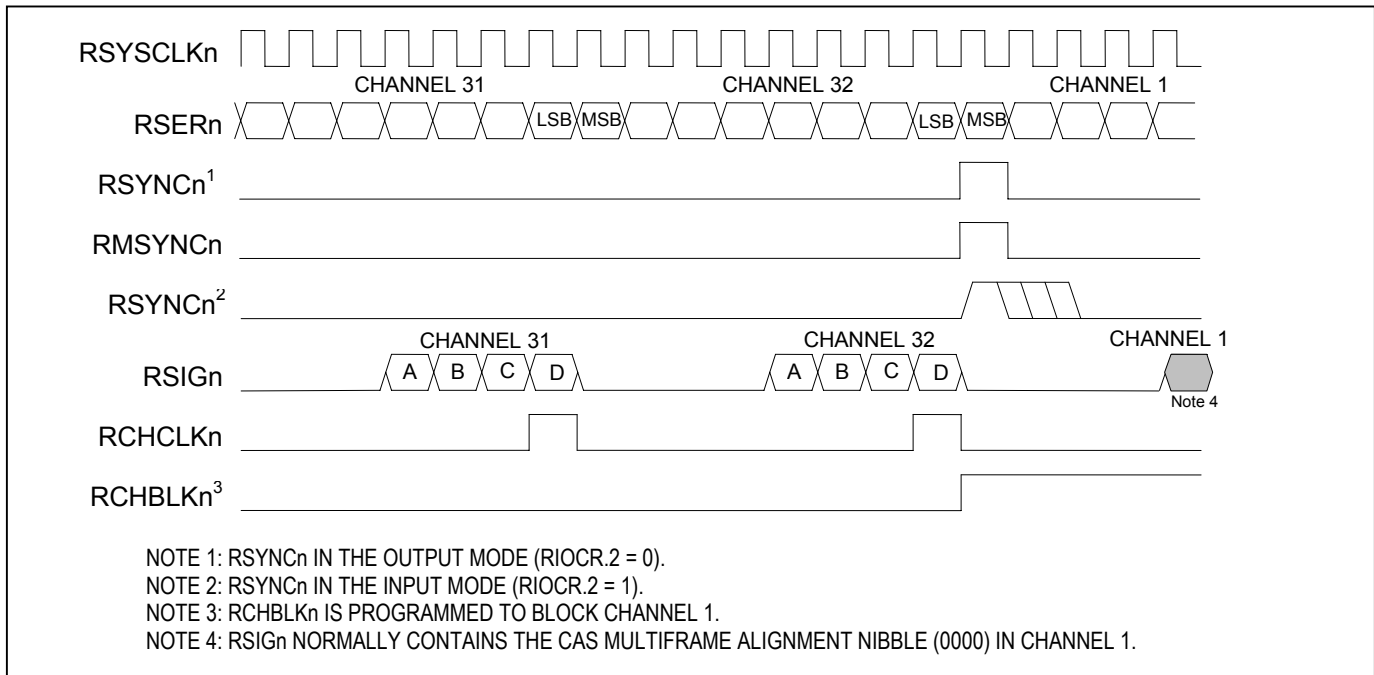 RSYSCLKn
CHANNEL 31 CHANNEL 32 CHANNEL 1
RSERn LSB MSB LSB MSB
RSYNCn1
RMSYNCn
RSYNCn2
CHANNEL 31 CHANNEL 32 CHANNEL 1
RSIGn A B C D A B C D
Note 4
RCHCLKn
RCHBLKn3
NOTE 1: RSYNCn IN THE OUTPUT MODE (RIOCR.2 = 0).
NOTE 2: RSYNCn IN THE INPUT MODE (RIOCR.2 = 1).
NOTE 3: RCHBLKn IS PROGRAMMED TO BLOCK CHANNEL 1.
NOTE 4: RSIGn NORMALLY CONTAINS THE CAS MULTIFRAME ALIGNMENT NIBBLE (0000) IN CHANNEL 1.